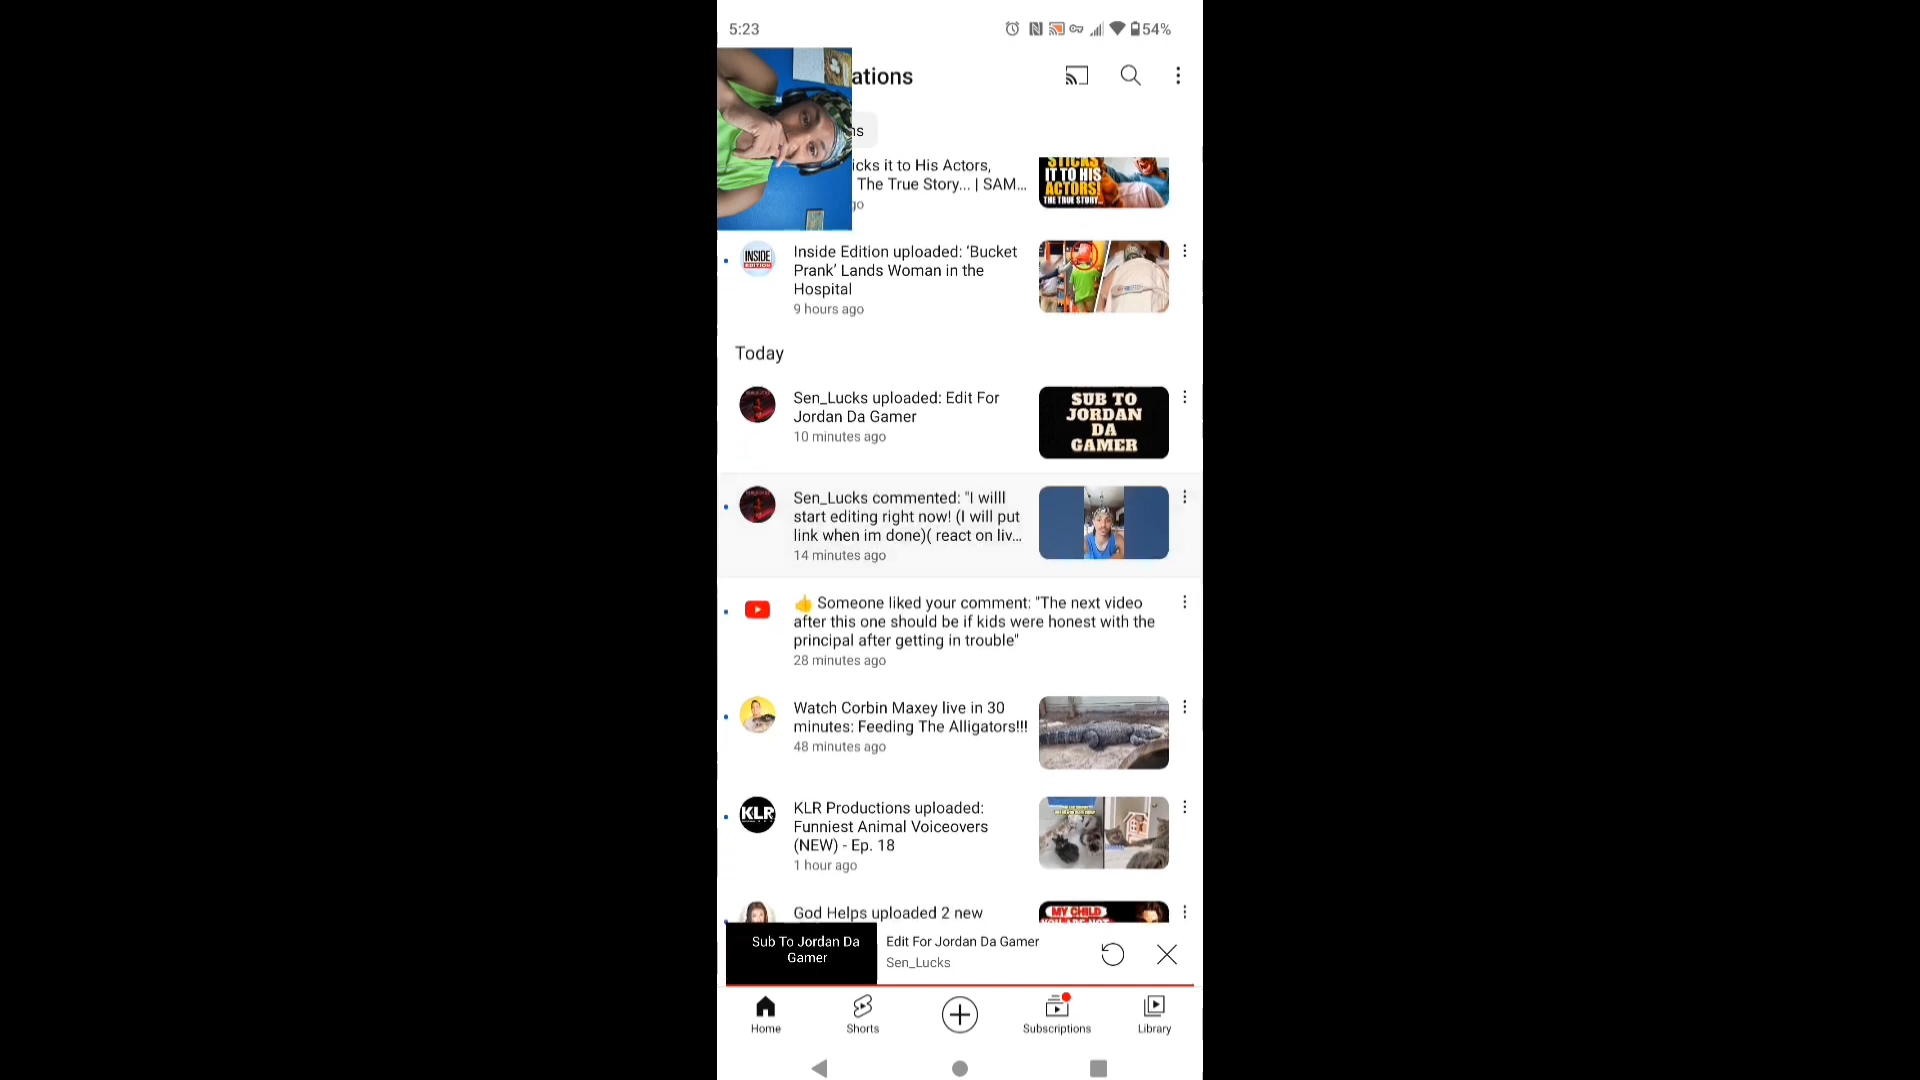 5:23
54%
ations
ns
icks it to His Actors,
The True Story... | SAM...
go
STICKS
IT TO HIS
ACTORS!
THE TRUE STORY...
INSIDE
EDITION
Inside Edition uploaded: ‘Bucket
Prank’ Lands Woman in the
Hospital
9 hours ago
Today
Sen_Lucks uploaded: Edit For
Jordan Da Gamer
10 minutes ago
SUB TO
JORDAN
DA
GAMER
Sen_Lucks commented: "I willl
start editing right now! (I will put
link when im done)( react on liv...
14 minutes ago
👍 Someone liked your comment: "The next video
after this one should be if kids were honest with the
principal after getting in trouble"
28 minutes ago
Watch Corbin Maxey live in 30
minutes: Feeding The Alligators!!!
48 minutes ago
KLR
KLR Productions uploaded:
Funniest Animal Voiceovers
(NEW) - Ep. 18
1 hour ago
God Helps uploaded 2 new
MY CHILD
Sub To Jordan Da
Gamer
Edit For Jordan Da Gamer
Sen_Lucks
Home
Shorts
Subscriptions
Library